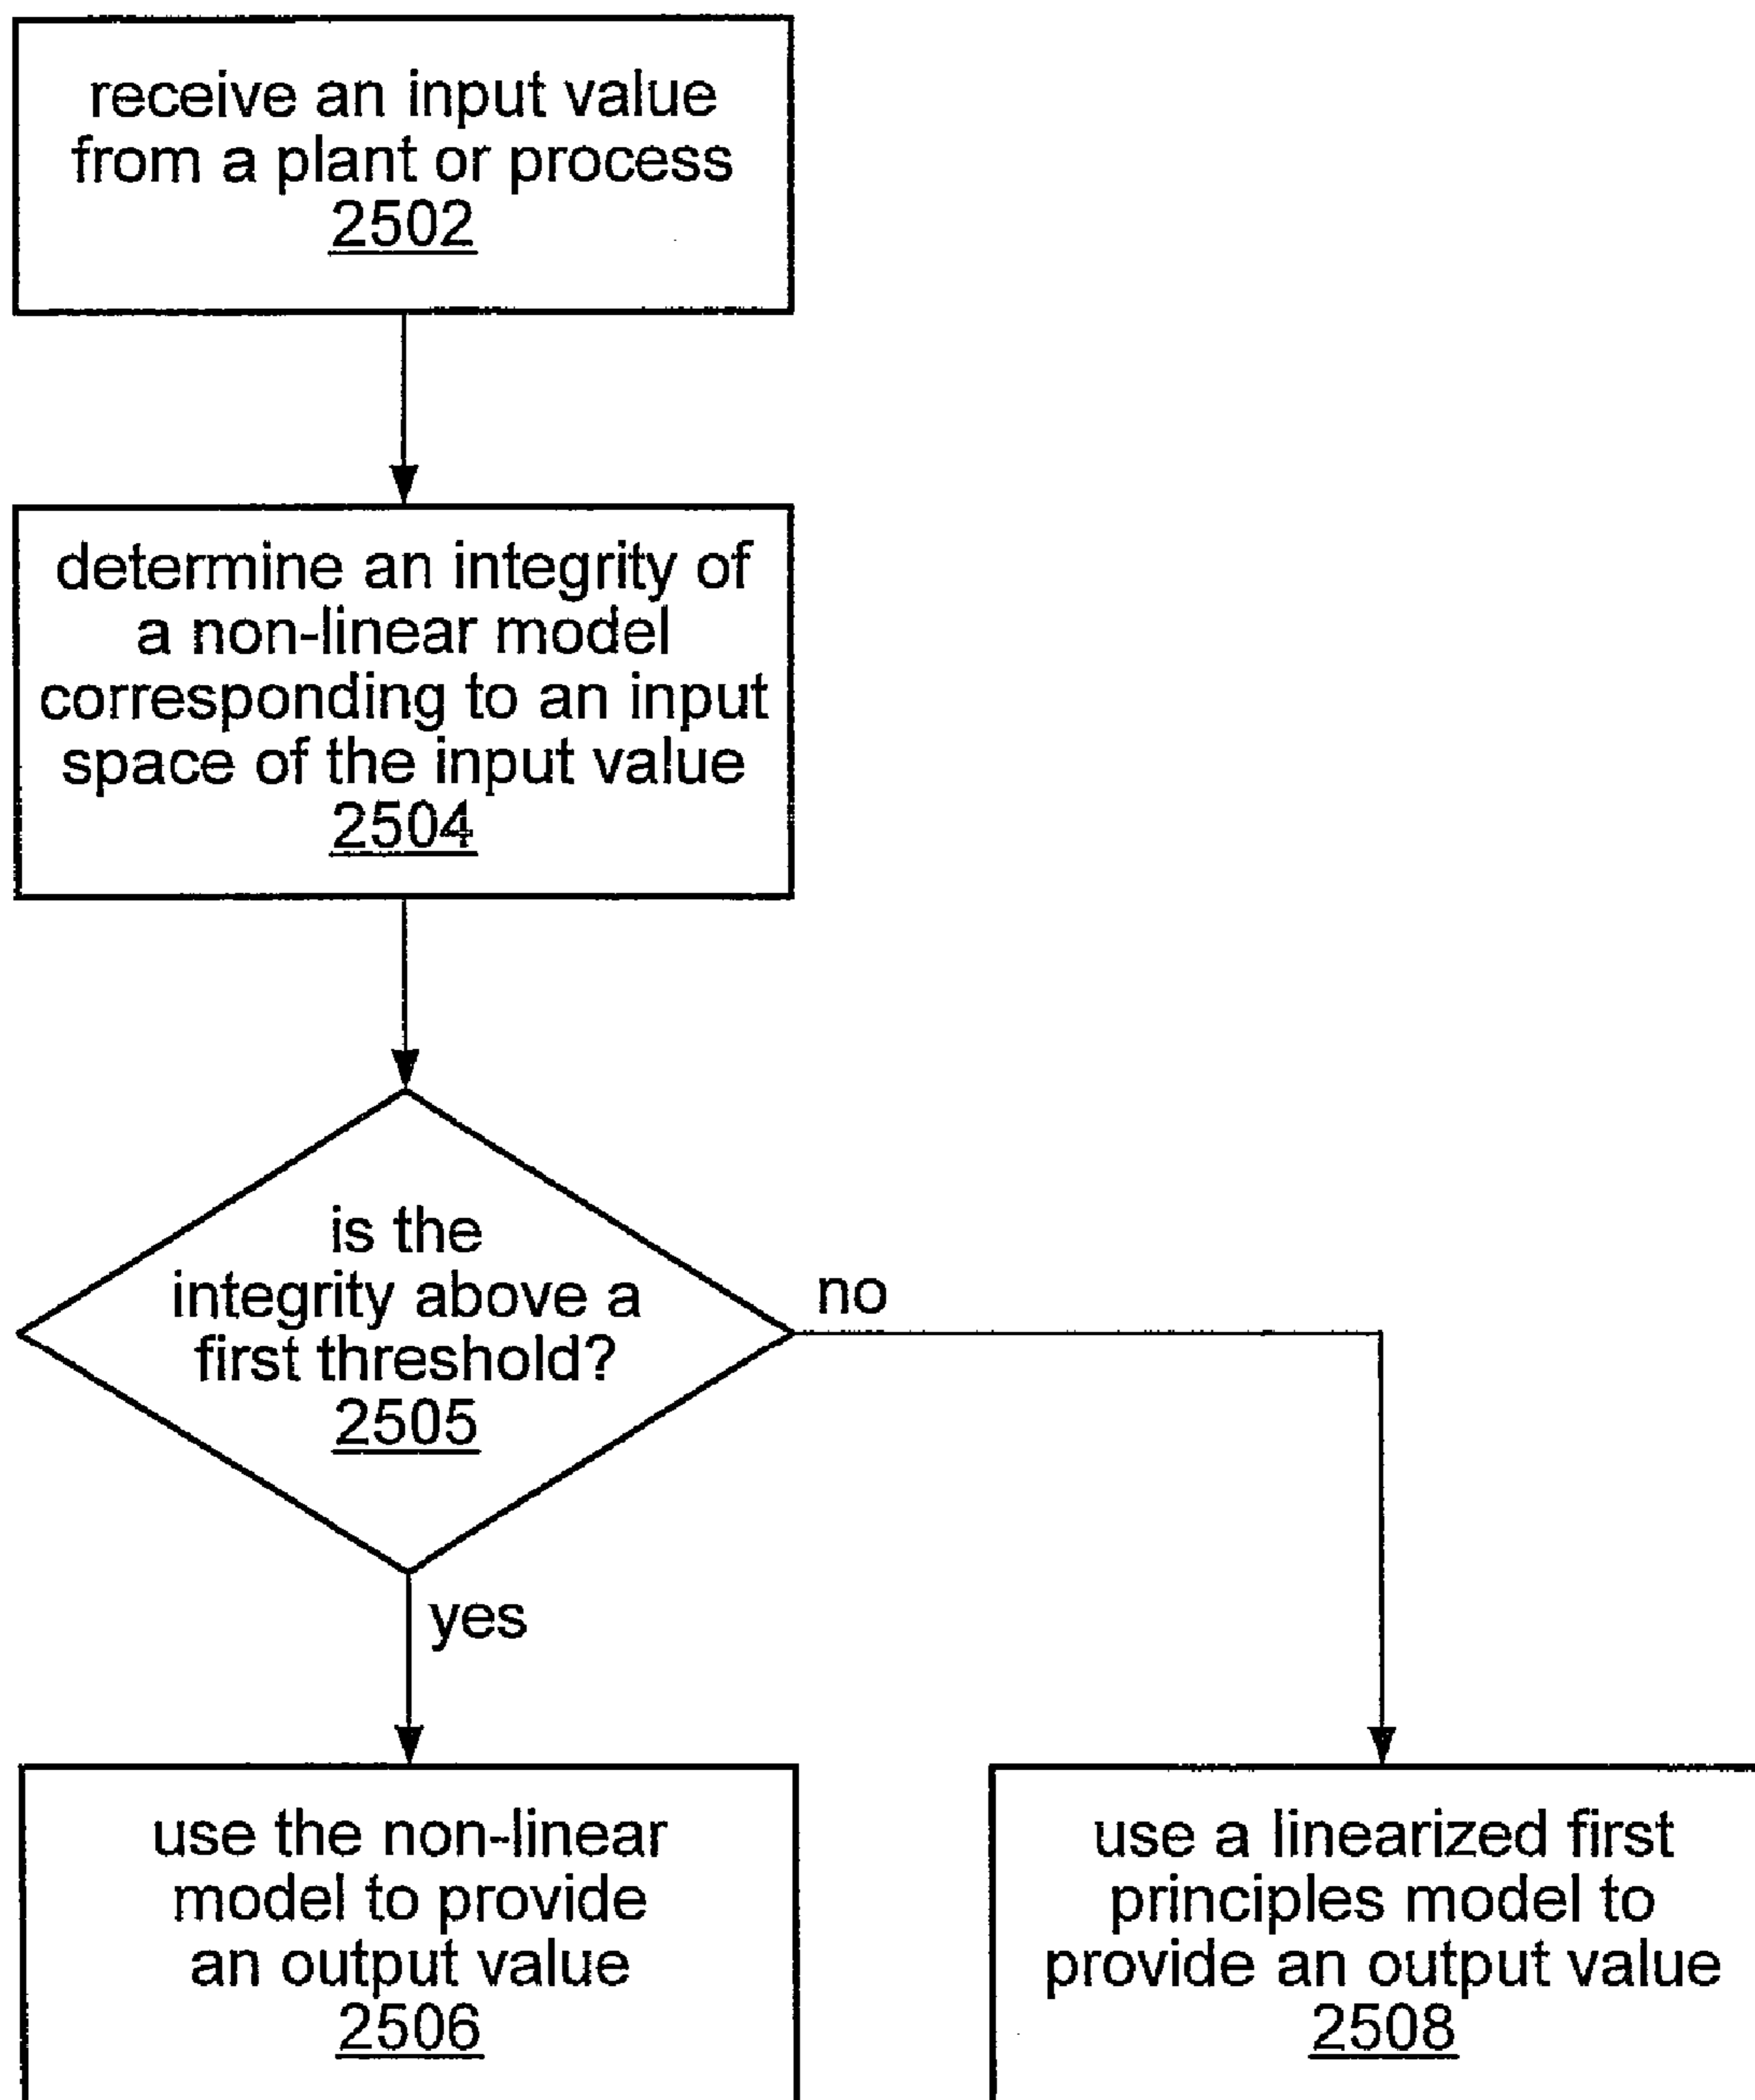 receive an input value
from a plant or process
2502
determine an integrity of
a non-linear model
corresponding to an input
space of the input value
2504
is the
integrity above a
first threshold?
2505
no
yes
use the non-linear
model to provide
an output value
2506
use a linearized first
principles model to
provide an output value
2508